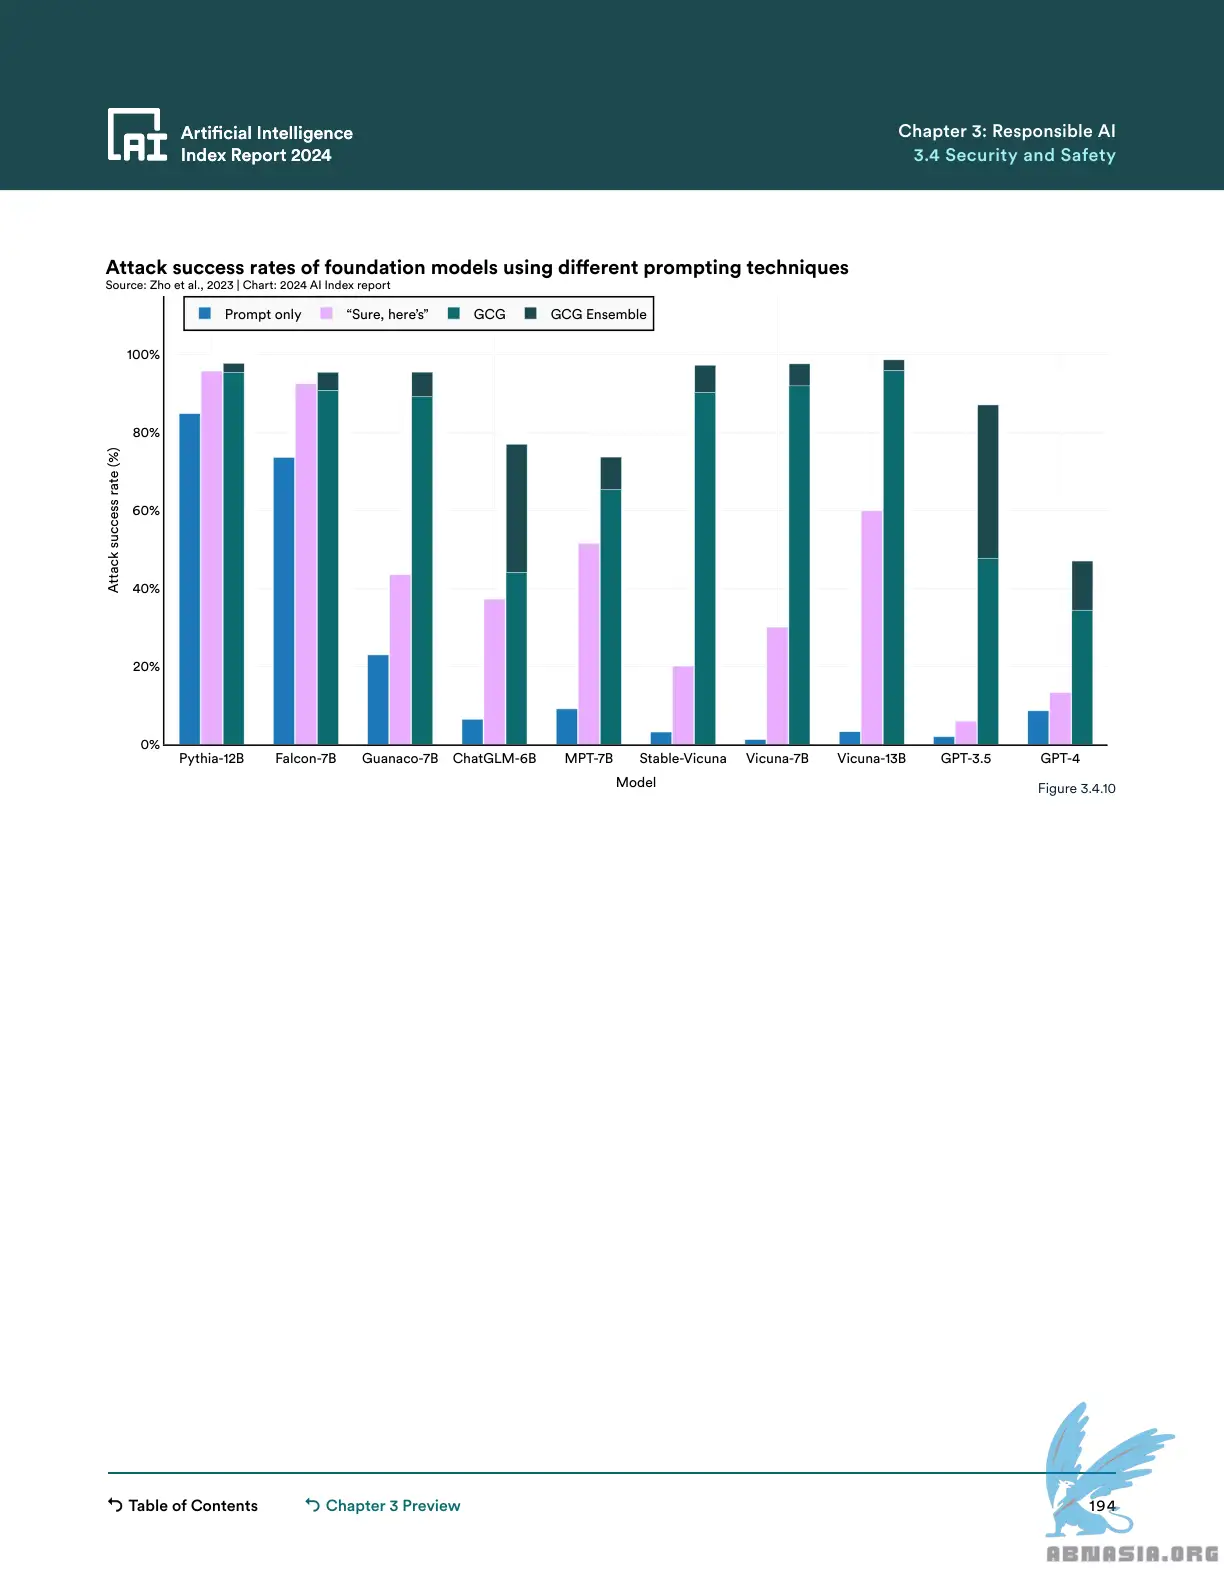 Artificial Intelligence
Index Report 2024
Chapter 3: Responsible AI
3.4 Security and Safety
Attack success rates of foundation models using different prompting techniques
Source: Zho et al., 2023 | Chart: 2024 AI Index report
Prompt only “Sure, here’s” GCG GCG Ensemble
100%
80%
60%
40%
20%
0%
Attack success rate (%)
Pythia-12B Falcon-7B Guanaco-7B ChatGLM-6B MPT-7B Stable-Vicuna Vicuna-7B Vicuna-13B GPT-3.5 GPT-4
Model
Figure 3.4.10
Table of Contents Chapter 3 Preview 194
ABNASIA.ORG